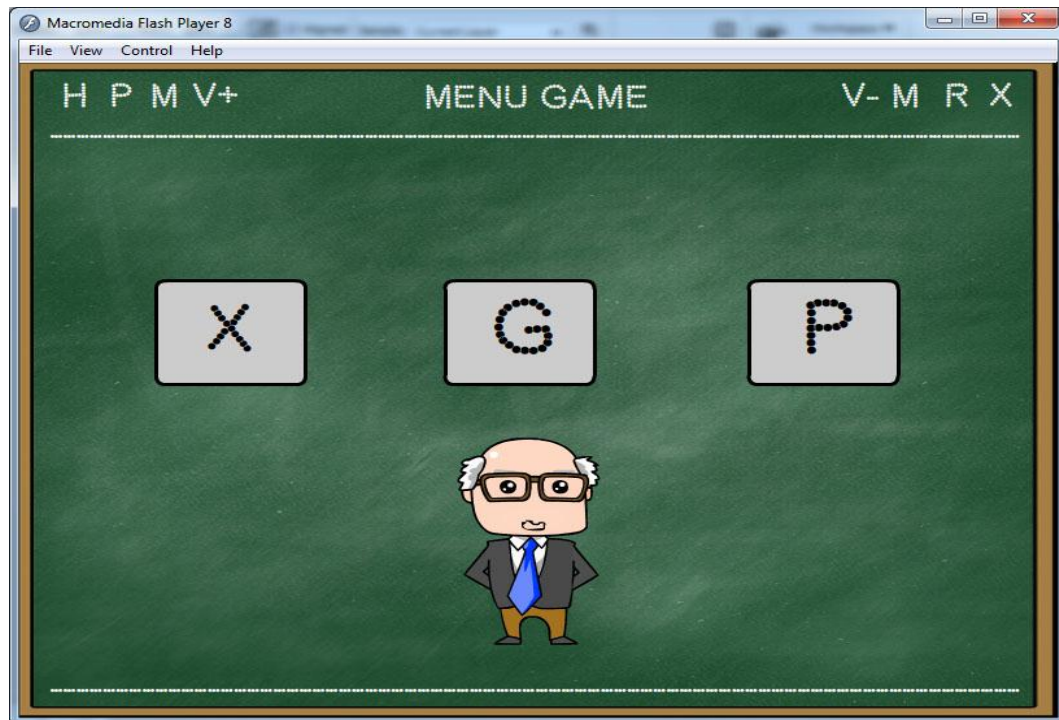 Macromedia Flash Player 8
File View Control Help
H P M V+ MENU GAME V- M R X
X G P